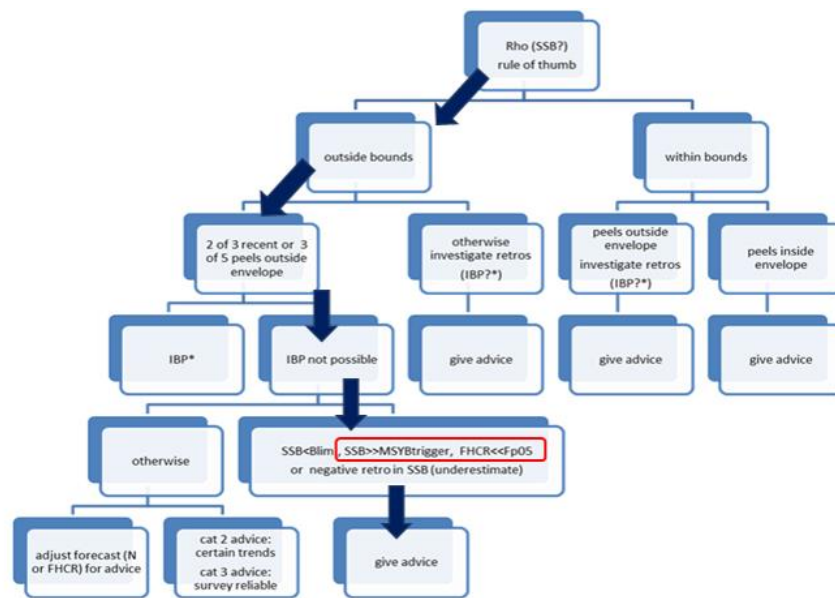 Rho (SSB?)
rule of thumb
outside bounds
within bounds
2 of 3 recent or 3
of 5 peels outside
envelope
otherwise
investigate retros
(IBP?*)
peels outside
envelope
investigate retros
(IBP?*)
peels inside
envelope
IBP*
IBP not possible
give advice
give advice
give advice
otherwise
SSB<Blim , SSB>>MSYBtrigger, FHCR<<Fp05
or negative retro in SSB (underestimate)
adjust forecast (N
or FHCR) for advice
cat 2 advice:
certain trends
cat 3 advice:
survey reliable
give advice